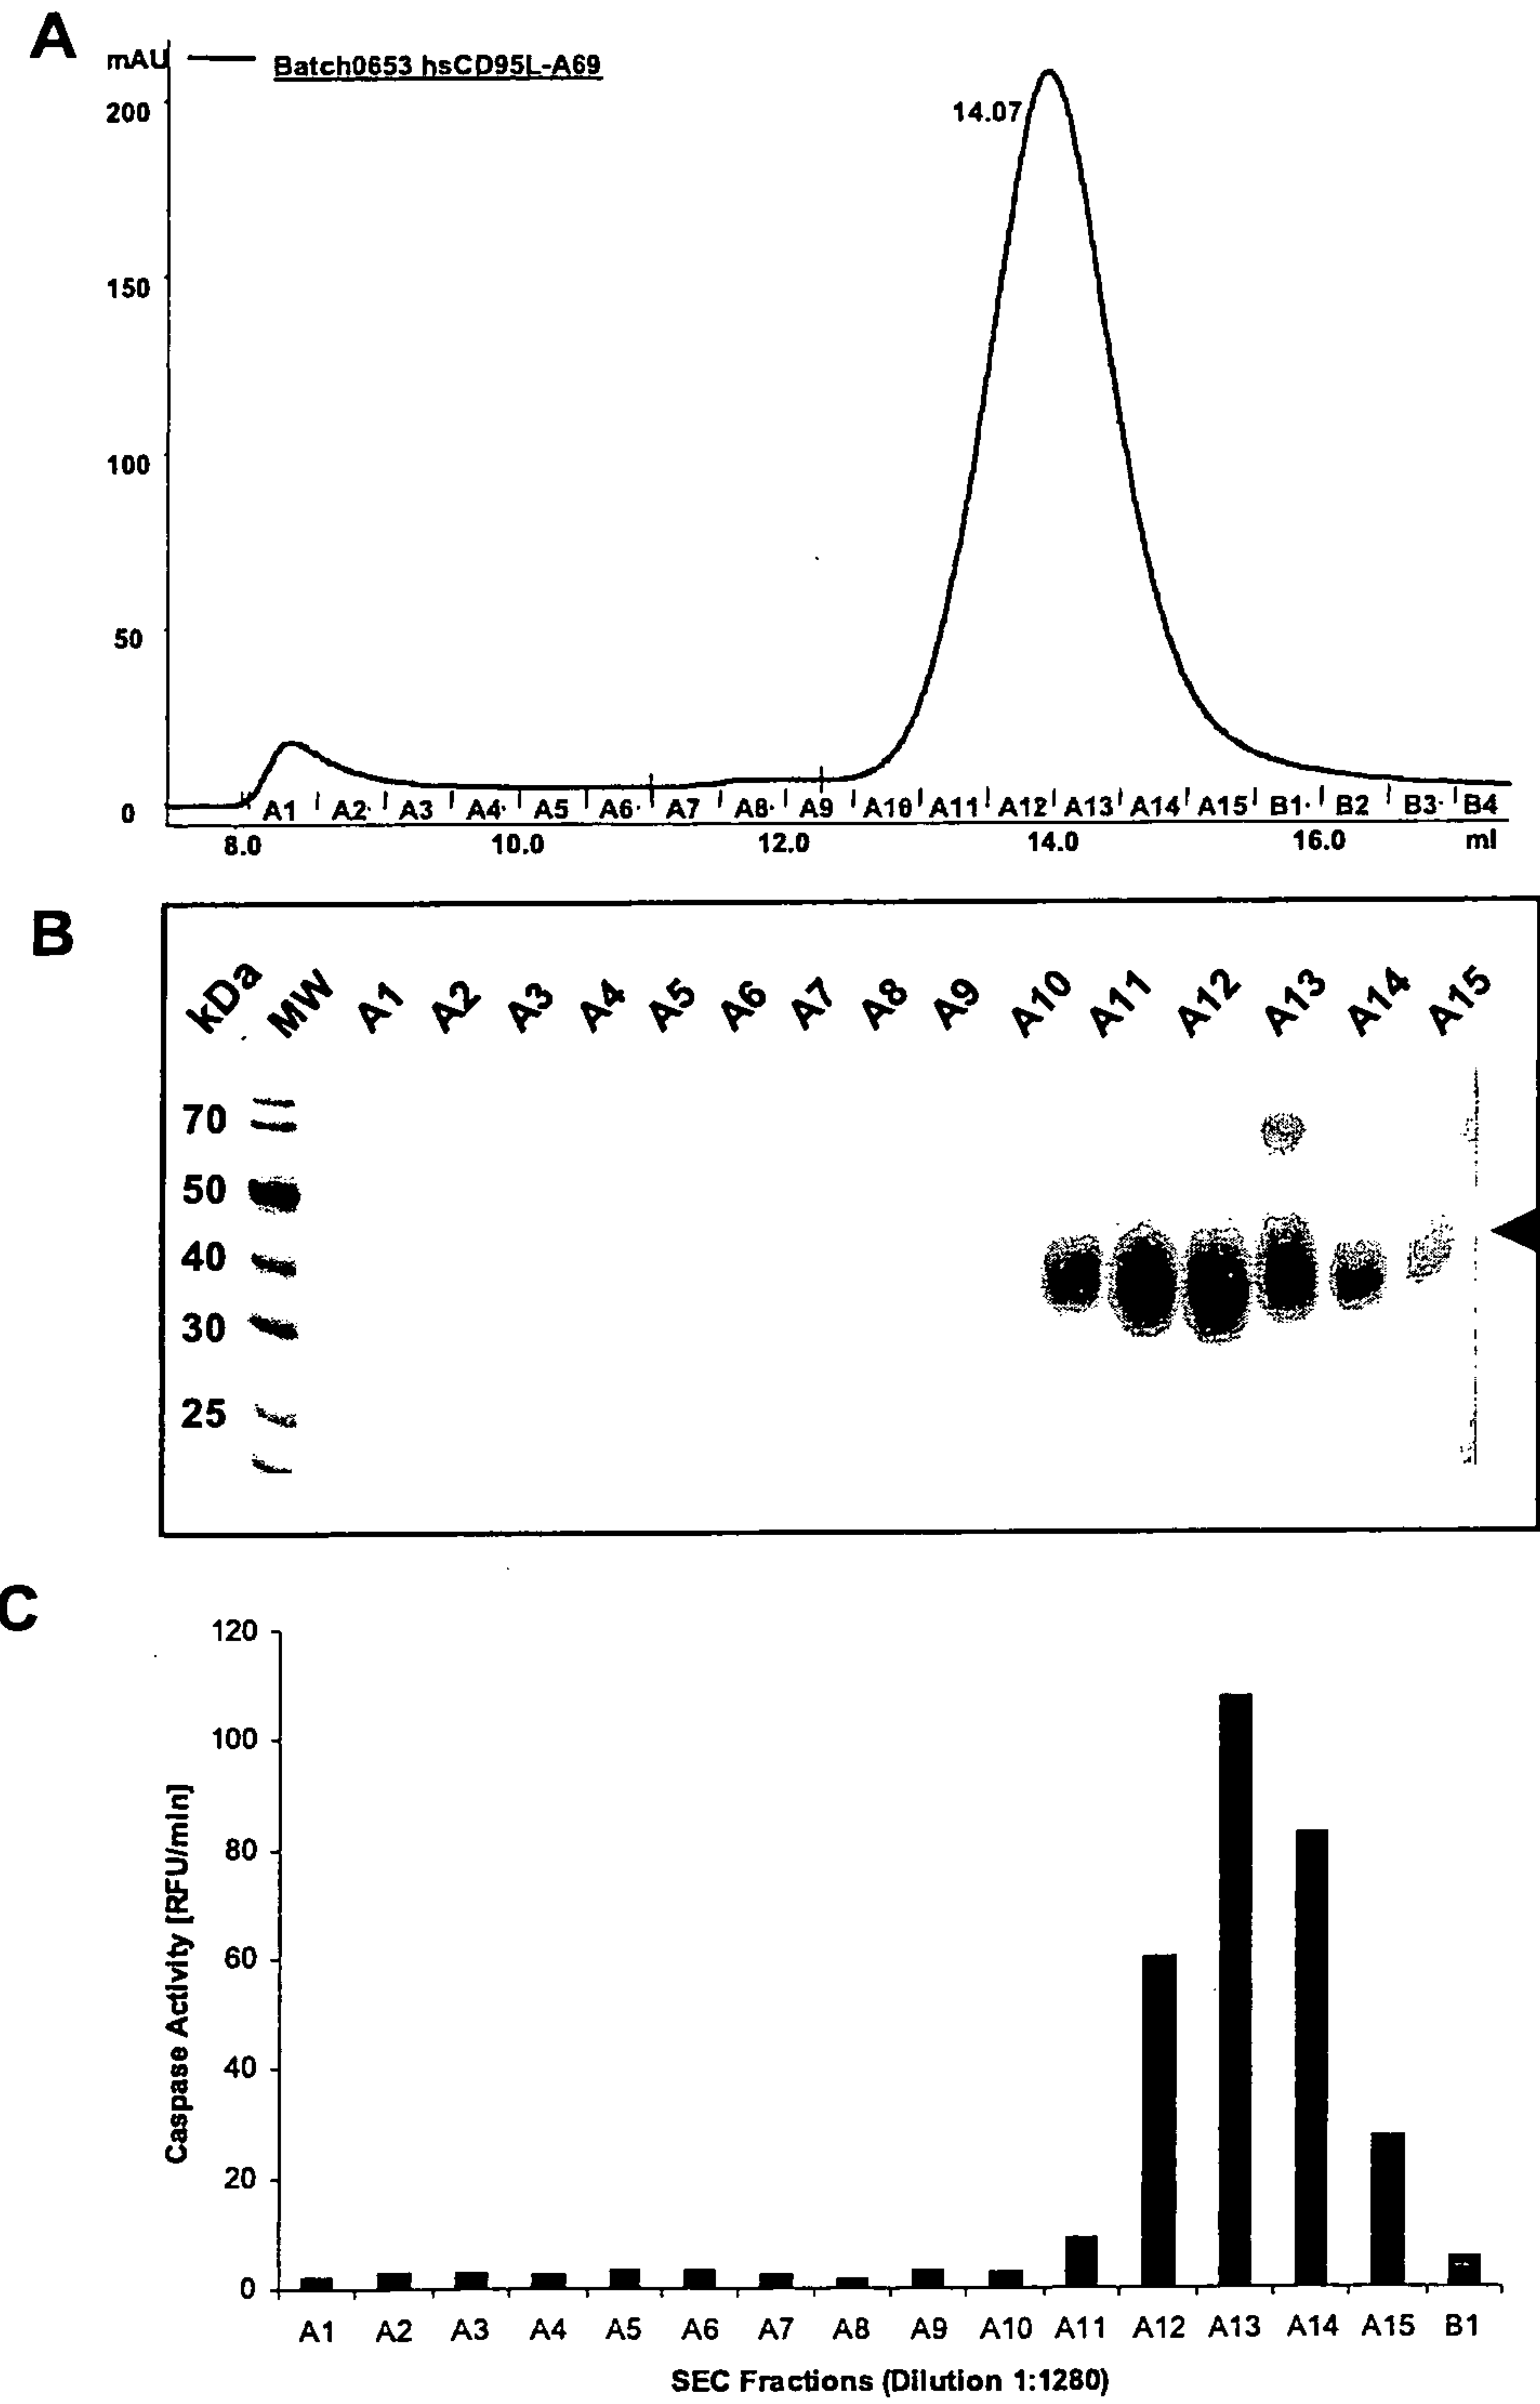 A
mAU Batch0653 hsCD95L-A69
200
14.07
150
100
50
0
A1 A2 A3 A4 A5 A6 A7 A8 A9 A10 A11 A12 A13 A14 A15 B1 B2 B3 B4
8.0 10.0 12.0 14.0 16.0 ml
B
kDa MW A1 A2 A3 A4 A5 A6 A7 A8 A9 A10 A11 A12 A13 A14 A15
70
50
40
30
25
C
120
100
80
60
40
20
0
Caspase Activity [RFU/min]
A1 A2 A3 A4 A5 A6 A7 A8 A9 A10 A11 A12 A13 A14 A15 B1
SEC Fractions (Dilution 1:1280)